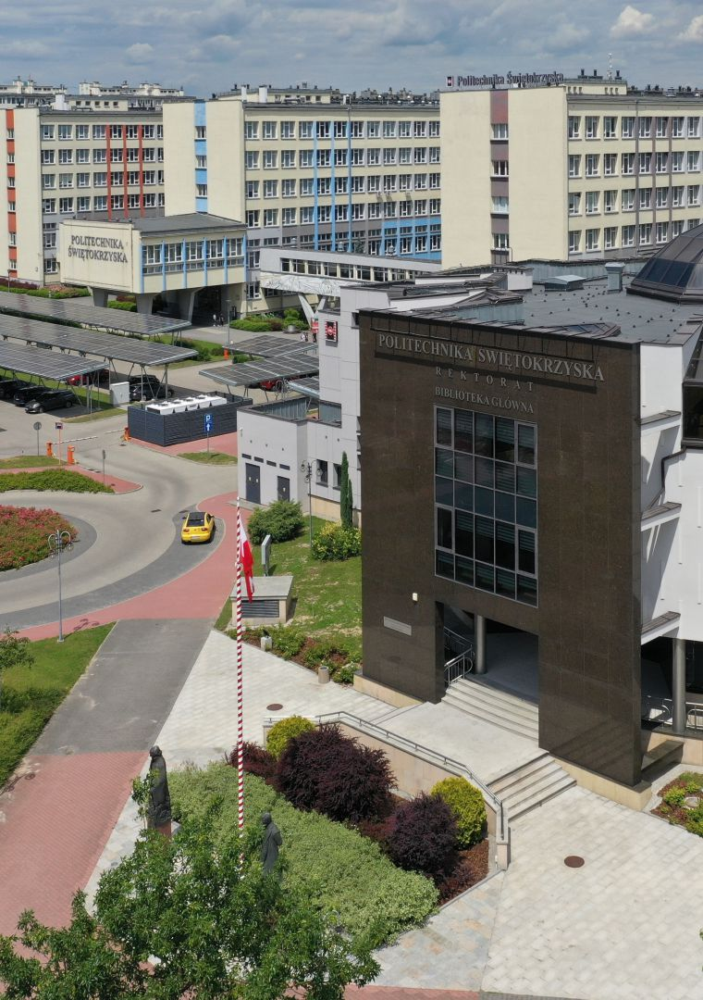 Politechnika Świętokrzyska
POLITECHNIKA
ŚWIĘTOKRZYSKA
POLITECHNIKA ŚWIĘTOKRZYSKA
REKTORAT
BIBLIOTEKA GŁÓWNA
P